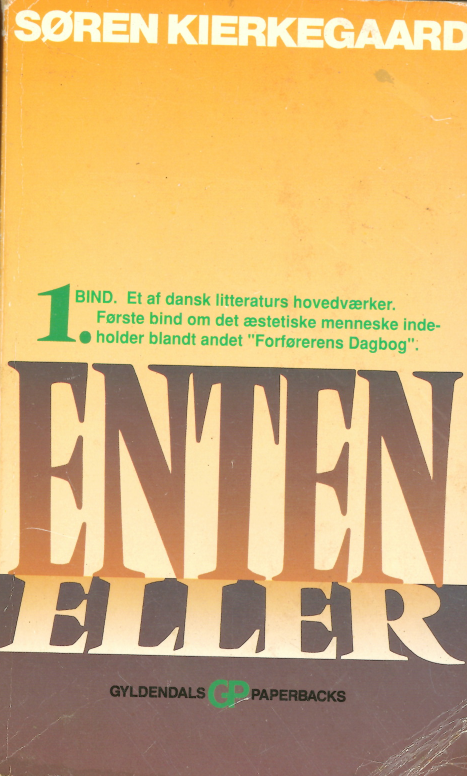 SØREN KIERKEGAARD
1. BIND. Et af dansk litteraturs hovedværker.
Første bind om det æstetiske menneske inde-
holder blandt andet "Forførerens Dagbog".
ENTEN
ELLER
GYLDENDALS GP PAPERBACKS